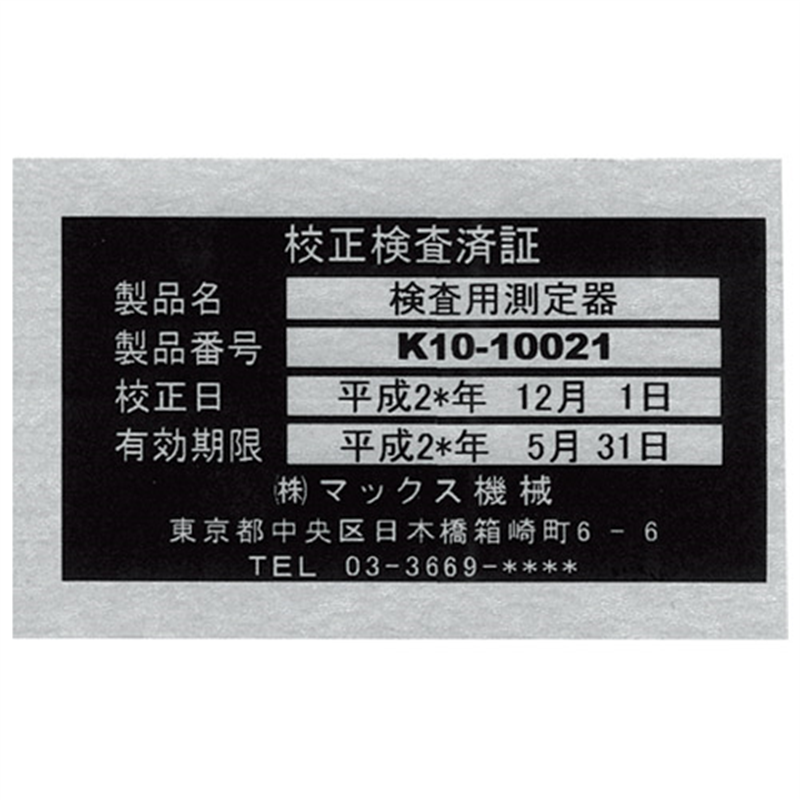 校正検査済証
製品名 検査用測定器
製品番号 K10-10021
校正日 平成2*年 12月 1日
有効期限 平成2*年 5月 31日
㈱マックス機械
東京都中央区日木橋箱崎町6-6
TEL 03-3669-****